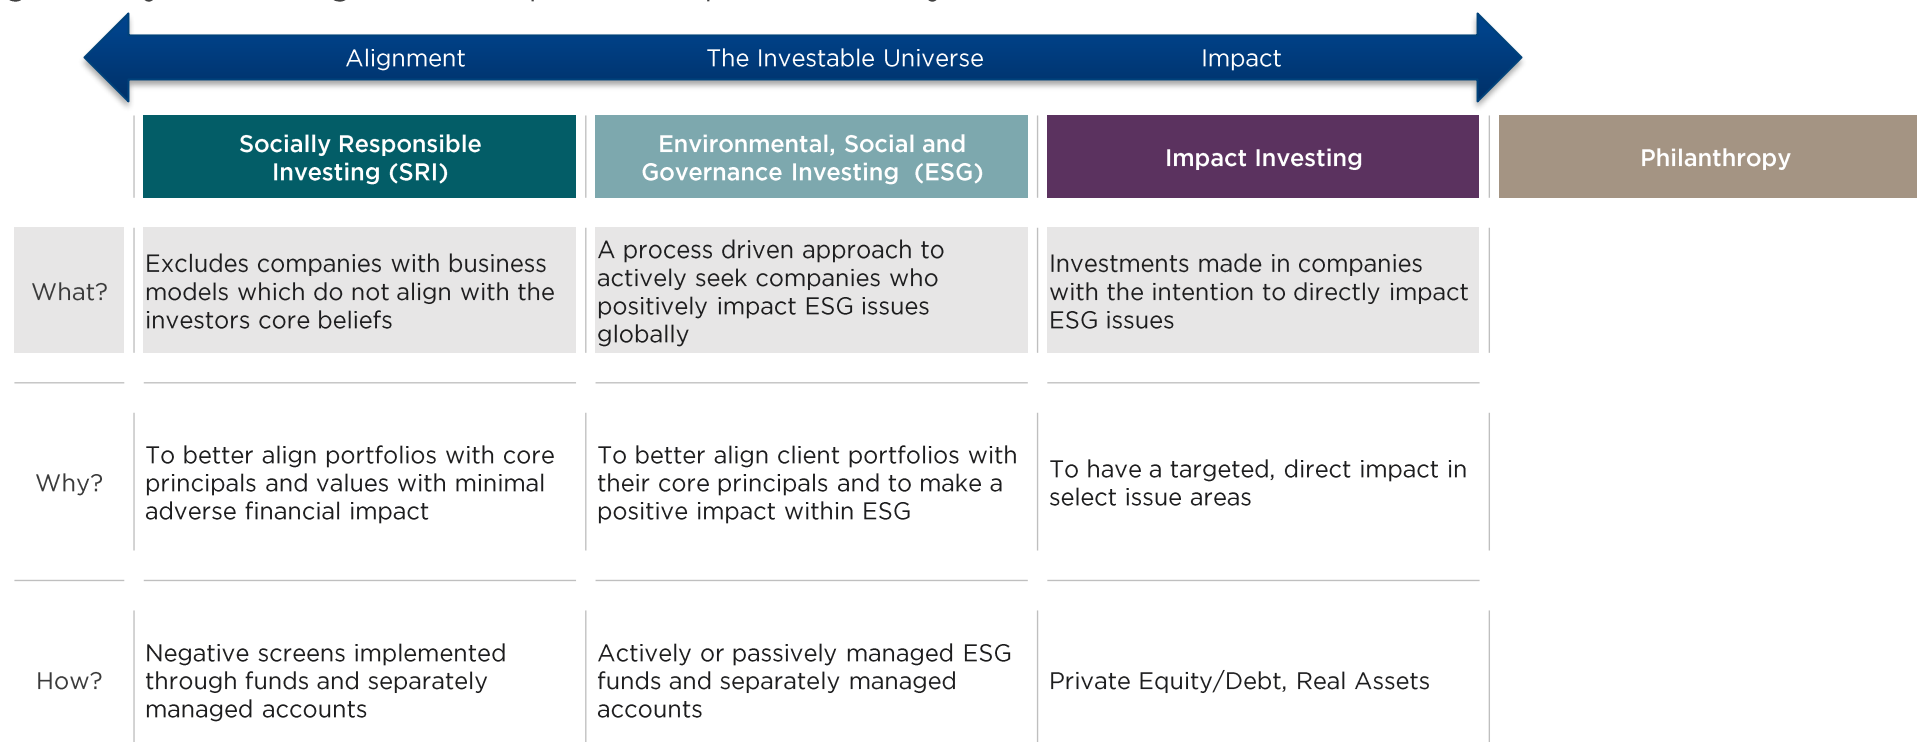 Alignment The Investable Universe Impact
Socially Responsible
Investing (SRI)
Environmental, Social and
Governance Investing (ESG)
Impact Investing
Philanthropy
What?
Excludes companies with business
models which do not align with the
investors core beliefs
A process driven approach to
actively seek companies who
positively impact ESG issues
globally
Investments made in companies
with the intention to directly impact
ESG issues
Why?
To better align portfolios with core
principals and values with minimal
adverse financial impact
To better align client portfolios with
their core principals and to make a
positive impact within ESG
To have a targeted, direct impact in
select issue areas
How?
Negative screens implemented
through funds and separately
managed accounts
Actively or passively managed ESG
funds and separately managed
accounts
Private Equity/Debt, Real Assets